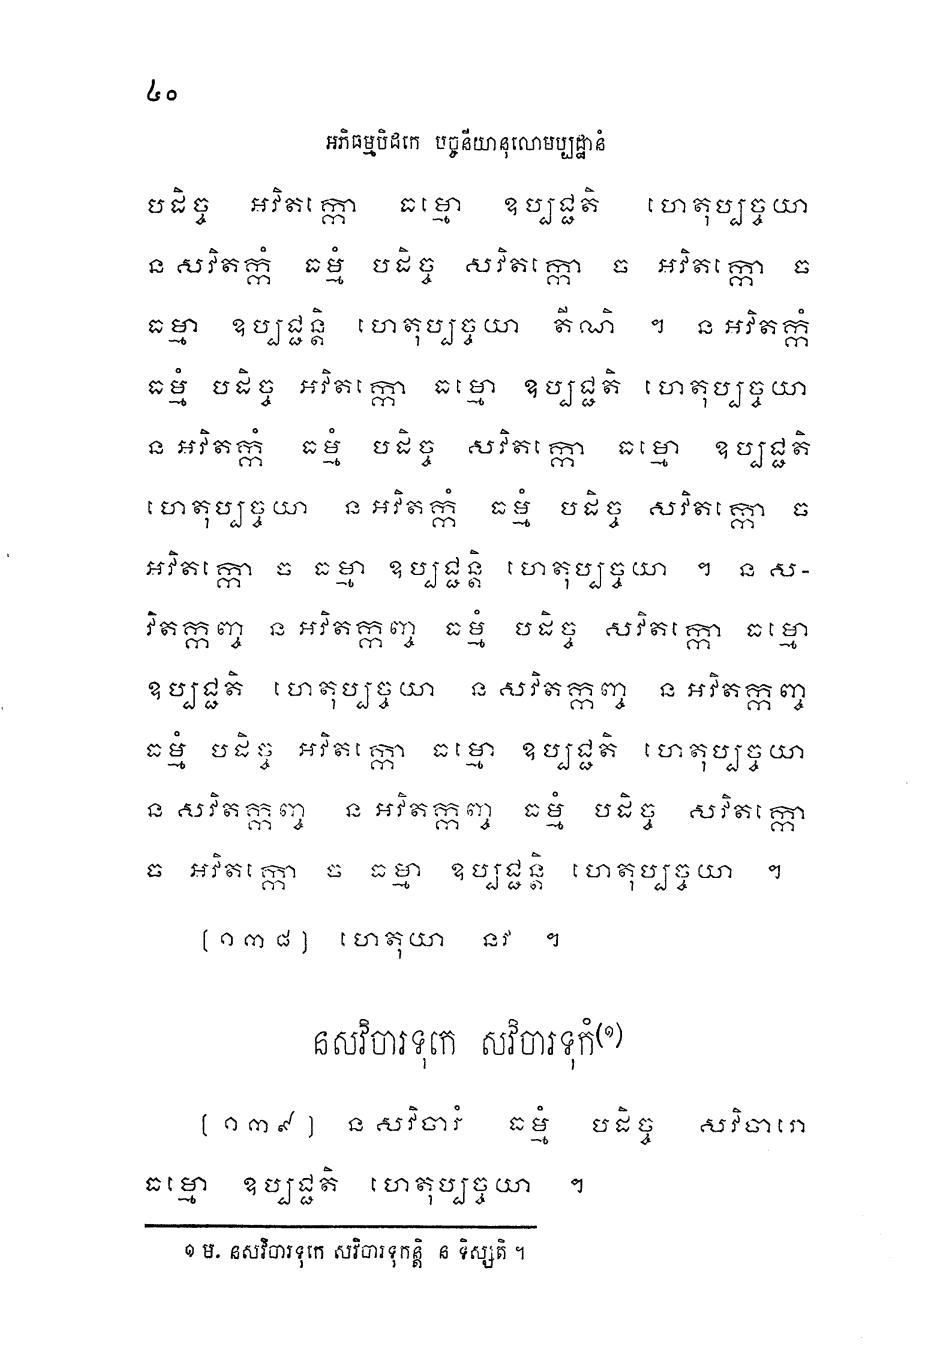 ៤០
អភិធម្មបិដកេ បច្ចនីយានុលោមប្បដ្ឋានំ
បដិច្ច អវិតក្កោ ធម្មោ ឧប្បជ្ជតិ ហេតុប្បច្ចយា
ន សវិតក្កំ ធម្មំ បដិច្ច សវិតក្កោ ច អវិតក្កោ ច
ធម្មា ឧប្បជ្ជន្តិ ហេតុប្បច្ចយា តីណិ ។ ន អវិតក្កំ
ធម្មំ បដិច្ច អវិតក្កោ ធម្មោ ឧប្បជ្ជតិ ហេតុប្បច្ចយា
ន អវិតក្កំ ធម្មំ បដិច្ច សវិតក្កោ ធម្មោ ឧប្បជ្ជតិ
ហេតុប្បច្ចយា ន អវិតក្កំ ធម្មំ បដិច្ច សវិតក្កោ ច
អវិតក្កោ ច ធម្មា ឧប្បជ្ជន្តិ ហេតុប្បច្ចយា ។ ន ស-
វិតក្កញ្ច ន អវិតក្កញ្ច ធម្មំ បដិច្ច សវិតក្កោ ធម្មោ
ឧប្បជ្ជតិ ហេតុប្បច្ចយា ន សវិតក្កញ្ច ន អវិតក្កញ្ច
ធម្មំ បដិច្ច អវិតក្កោ ធម្មោ ឧប្បជ្ជតិ ហេតុប្បច្ចយា
ន សវិតក្កញ្ច ន អវិតក្កញ្ច ធម្មំ បដិច្ច សវិតក្កោ
ច អវិតក្កោ ច ធម្មា ឧប្បជ្ជន្តិ ហេតុប្បច្ចយា ។
(១៣៨) ហេតុយា នវ ។
នសវិចារទុកេ សវិចារទុកំ(១)
(១៣៩) ន សវិចារំ ធម្មំ បដិច្ច សវិចារោ
ធម្មោ ឧប្បជ្ជតិ ហេតុប្បច្ចយា ។
១ ម. នសវិចារទុកេ សវិចារទុកន្តិ ន ទិស្សតិ ។